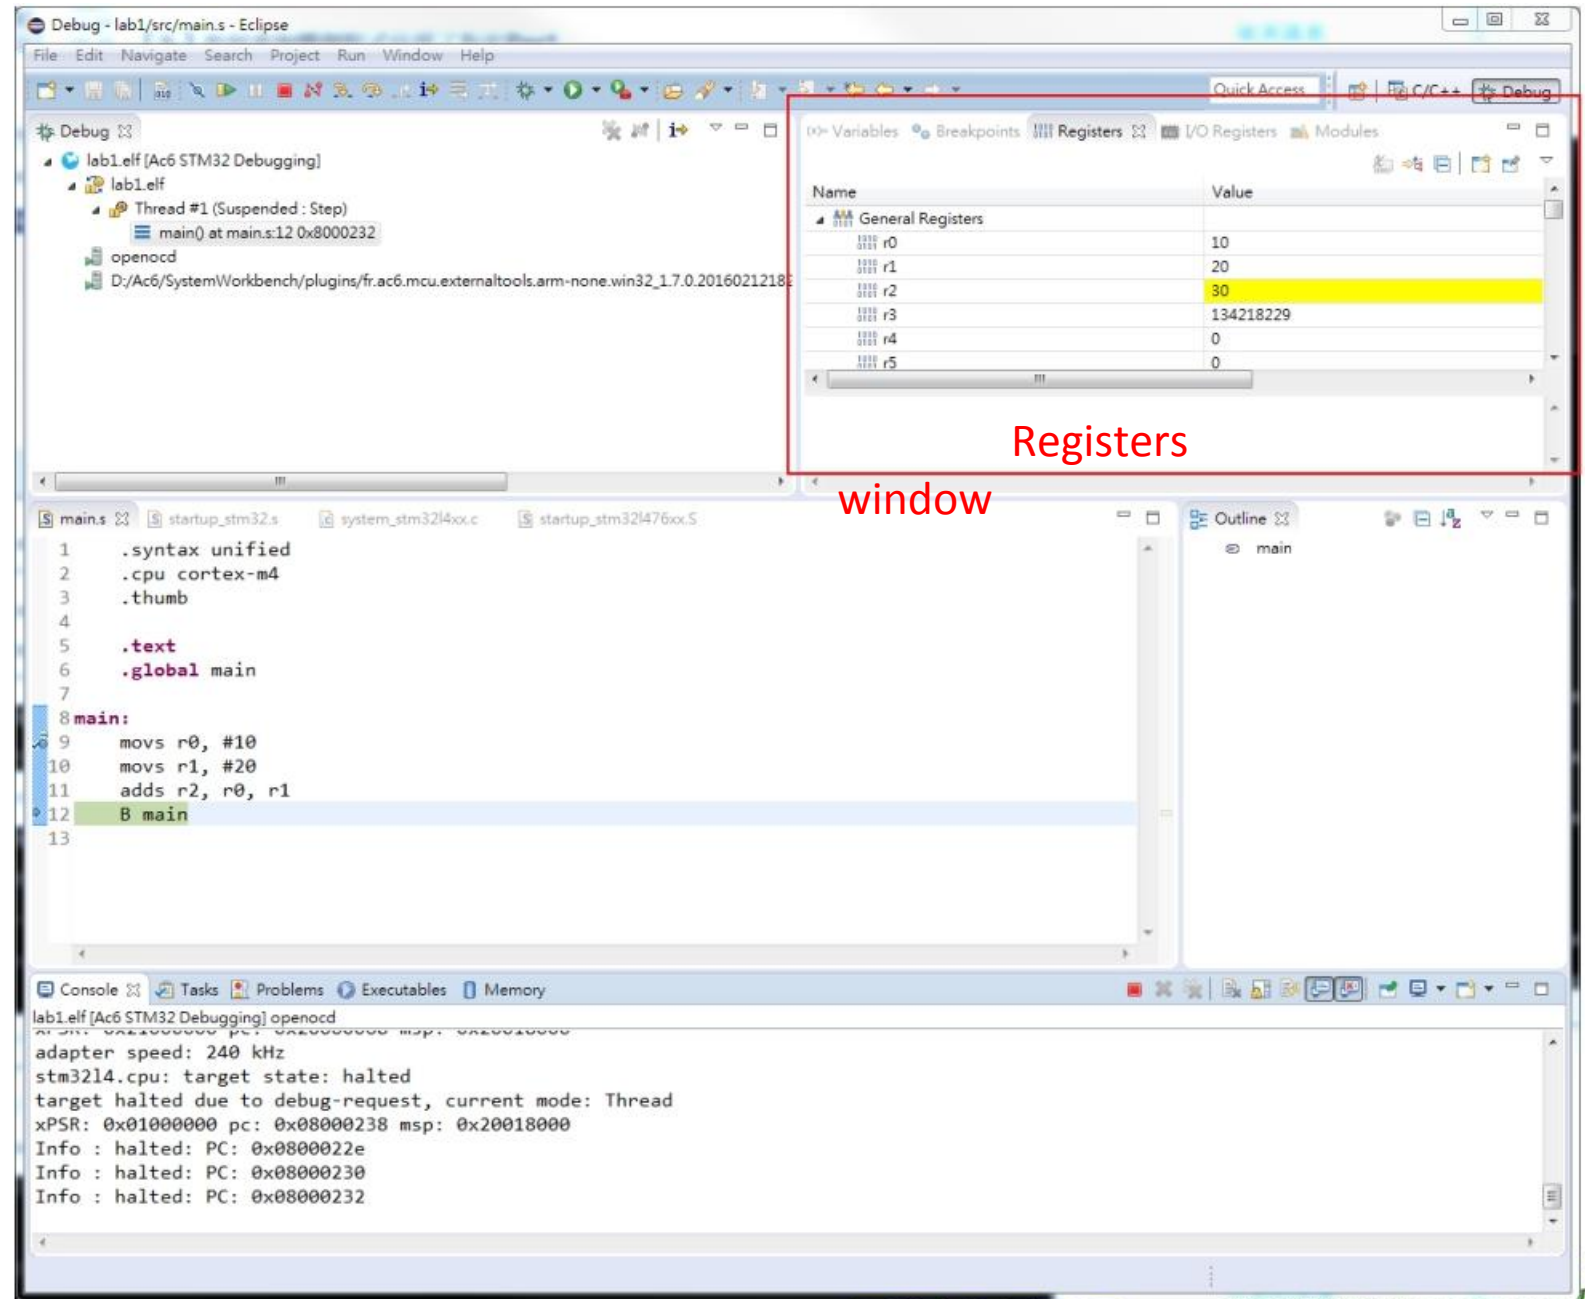 Debug - lab1/src/main.s - Eclipse
File Edit Navigate Search Project Run Window Help
Quick Access C/C++ Debug
Debug
lab1.elf [Ac6 STM32 Debugging]
lab1.elf
Thread #1 (Suspended : Step)
main() at main.s:12 0x8000232
openocd
D:/Ac6/SystemWorkbench/plugins/fr.ac6.mcu.externaltools.arm-none.win32_1.7.0.20160212182
Variables Breakpoints Registers I/O Registers Modules
Name Value
General Registers
r0 10
r1 20
r2 30
r3 134218229
r4 0
r5 0
Registers
window
main.s startup_stm32.s system_stm32l4xx.c startup_stm32l476xx.S
1 .syntax unified
2 .cpu cortex-m4
3 .thumb
4
5 .text
6 .global main
7
8 main:
9 movs r0, #10
10 movs r1, #20
11 adds r2, r0, r1
12 B main
13
Outline
main
Console Tasks Problems Executables Memory
lab1.elf [Ac6 STM32 Debugging] openocd
adapter speed: 240 kHz
stm32l4.cpu: target state: halted
target halted due to debug-request, current mode: Thread
xPSR: 0x01000000 pc: 0x08000238 msp: 0x20018000
Info : halted: PC: 0x0800022e
Info : halted: PC: 0x08000230
Info : halted: PC: 0x08000232